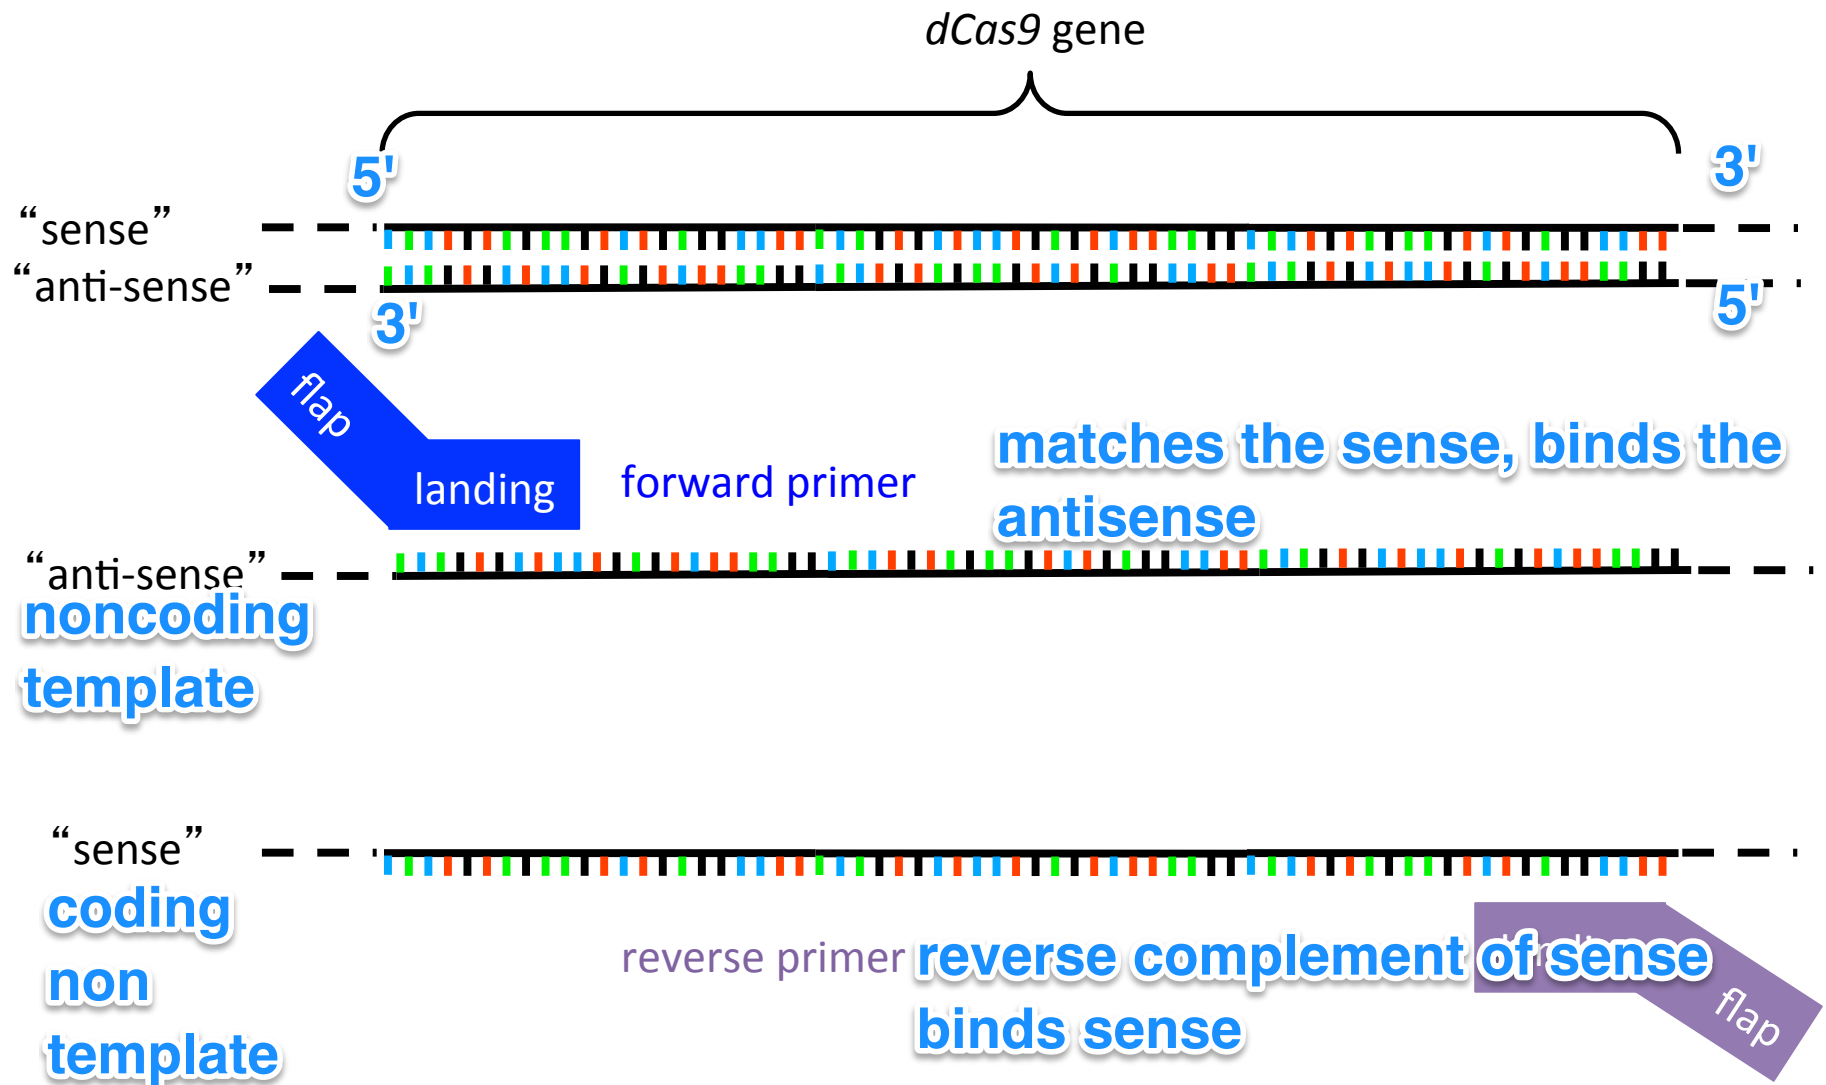 dCas9 gene
5'
3'
“sense”
“anti-sense”
3'
5'
flap
landing
forward primer
matches the sense, binds the
antisense
“anti-sense”
noncoding
template
“sense”
coding
non
template
reverse primer
reverse complement of sense
binds sense
flap